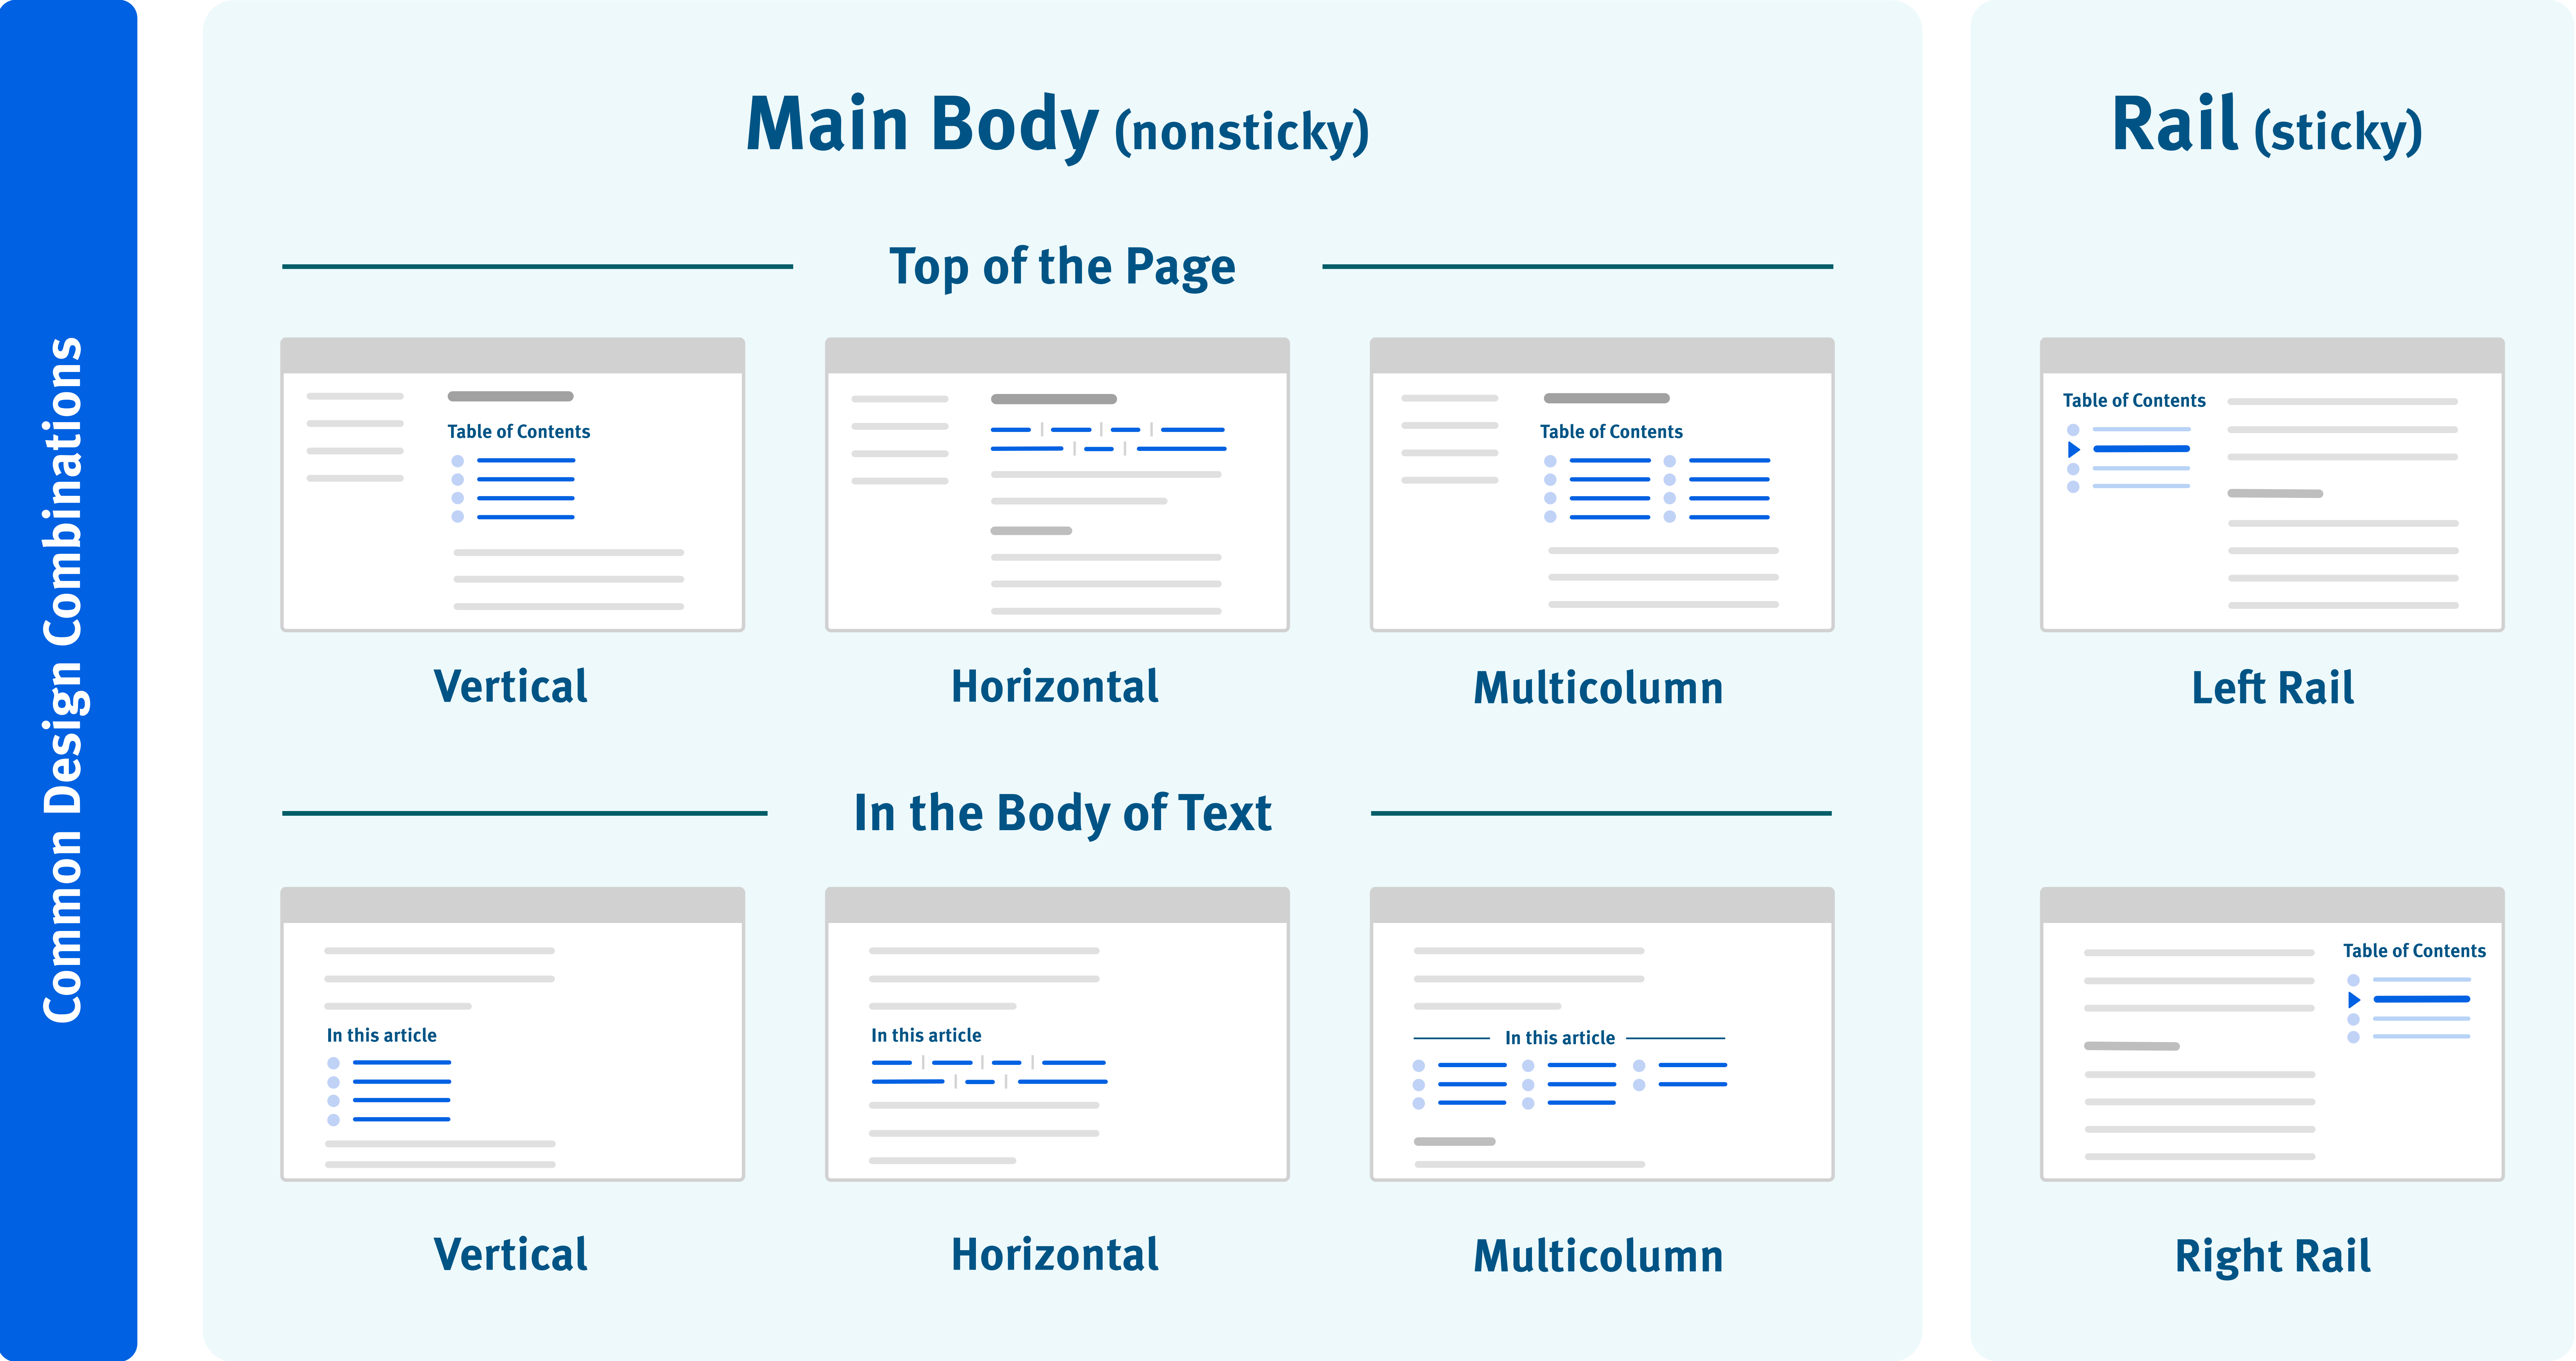 Common Design Combinations
Main Body (nonsticky)
Top of the Page
Table of Contents
Vertical
Horizontal
Table of Contents
Multicolumn
In the Body of Text
In this article
Vertical
In this article
Horizontal
In this article
Multicolumn
Rail (sticky)
Table of Contents
Left Rail
Table of Contents
Right Rail